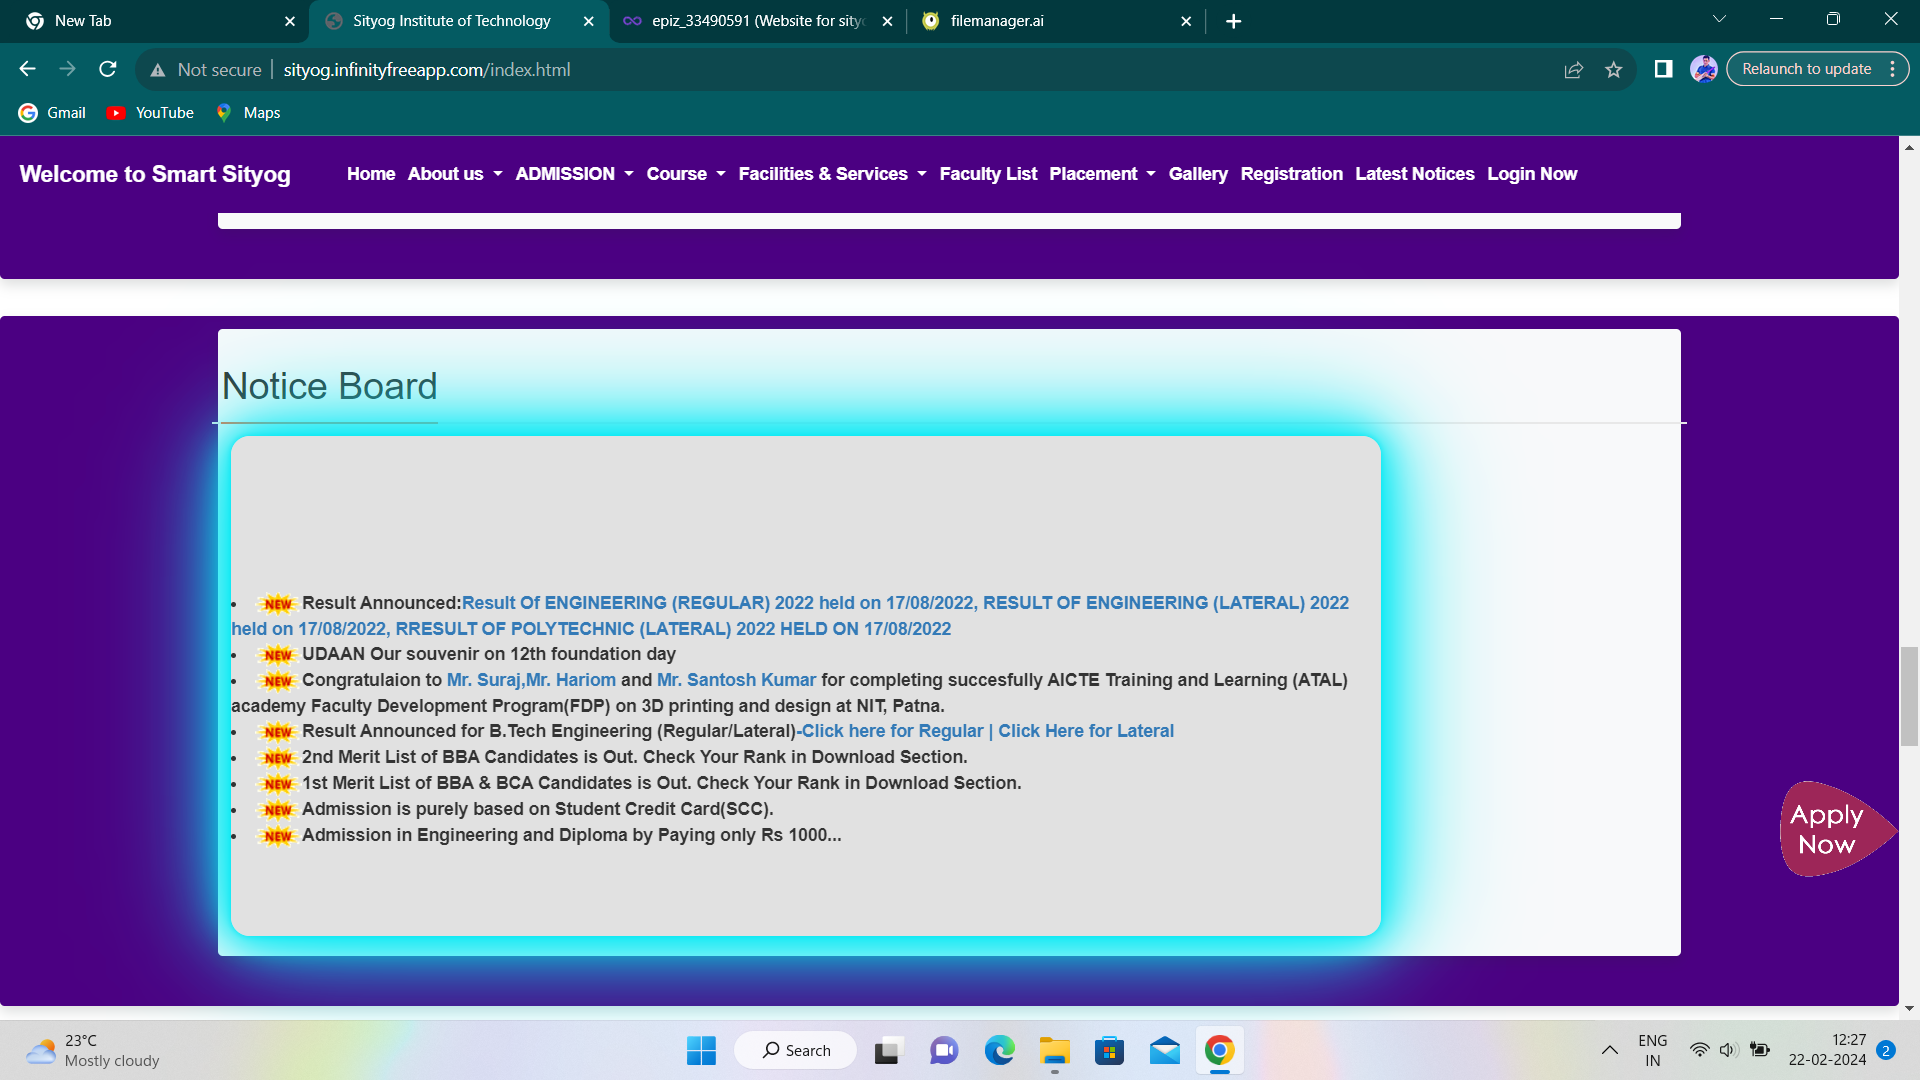 New Tab
Sityog Institute of Technology
epiz_33490591 (Website for sityo
filemanager.ai
Not secure
sityog.infinityfreeapp.com/index.html
Relaunch to update
Gmail
YouTube
Maps
Welcome to Smart Sityog
Home About us ADMISSION Course Facilities & Services Faculty List Placement Gallery Registration Latest Notices Login Now
Notice Board
NEW Result Announced:Result Of ENGINEERING (REGULAR) 2022 held on 17/08/2022, RESULT OF ENGINEERING (LATERAL) 2022
held on 17/08/2022, RRESULT OF POLYTECHNIC (LATERAL) 2022 HELD ON 17/08/2022
NEW UDAAN Our souvenir on 12th foundation day
NEW Congratulaion to Mr. Suraj,Mr. Hariom and Mr. Santosh Kumar for completing succesfully AICTE Training and Learning (ATAL)
academy Faculty Development Program(FDP) on 3D printing and design at NIT, Patna.
NEW Result Announced for B.Tech Engineering (Regular/Lateral)-Click here for Regular | Click Here for Lateral
NEW 2nd Merit List of BBA Candidates is Out. Check Your Rank in Download Section.
NEW 1st Merit List of BBA & BCA Candidates is Out. Check Your Rank in Download Section.
NEW Admission is purely based on Student Credit Card(SCC).
NEW Admission in Engineering and Diploma by Paying only Rs 1000...
Apply
Now
23°C
Mostly cloudy
Search
ENG
IN
12:27
22-02-2024
2